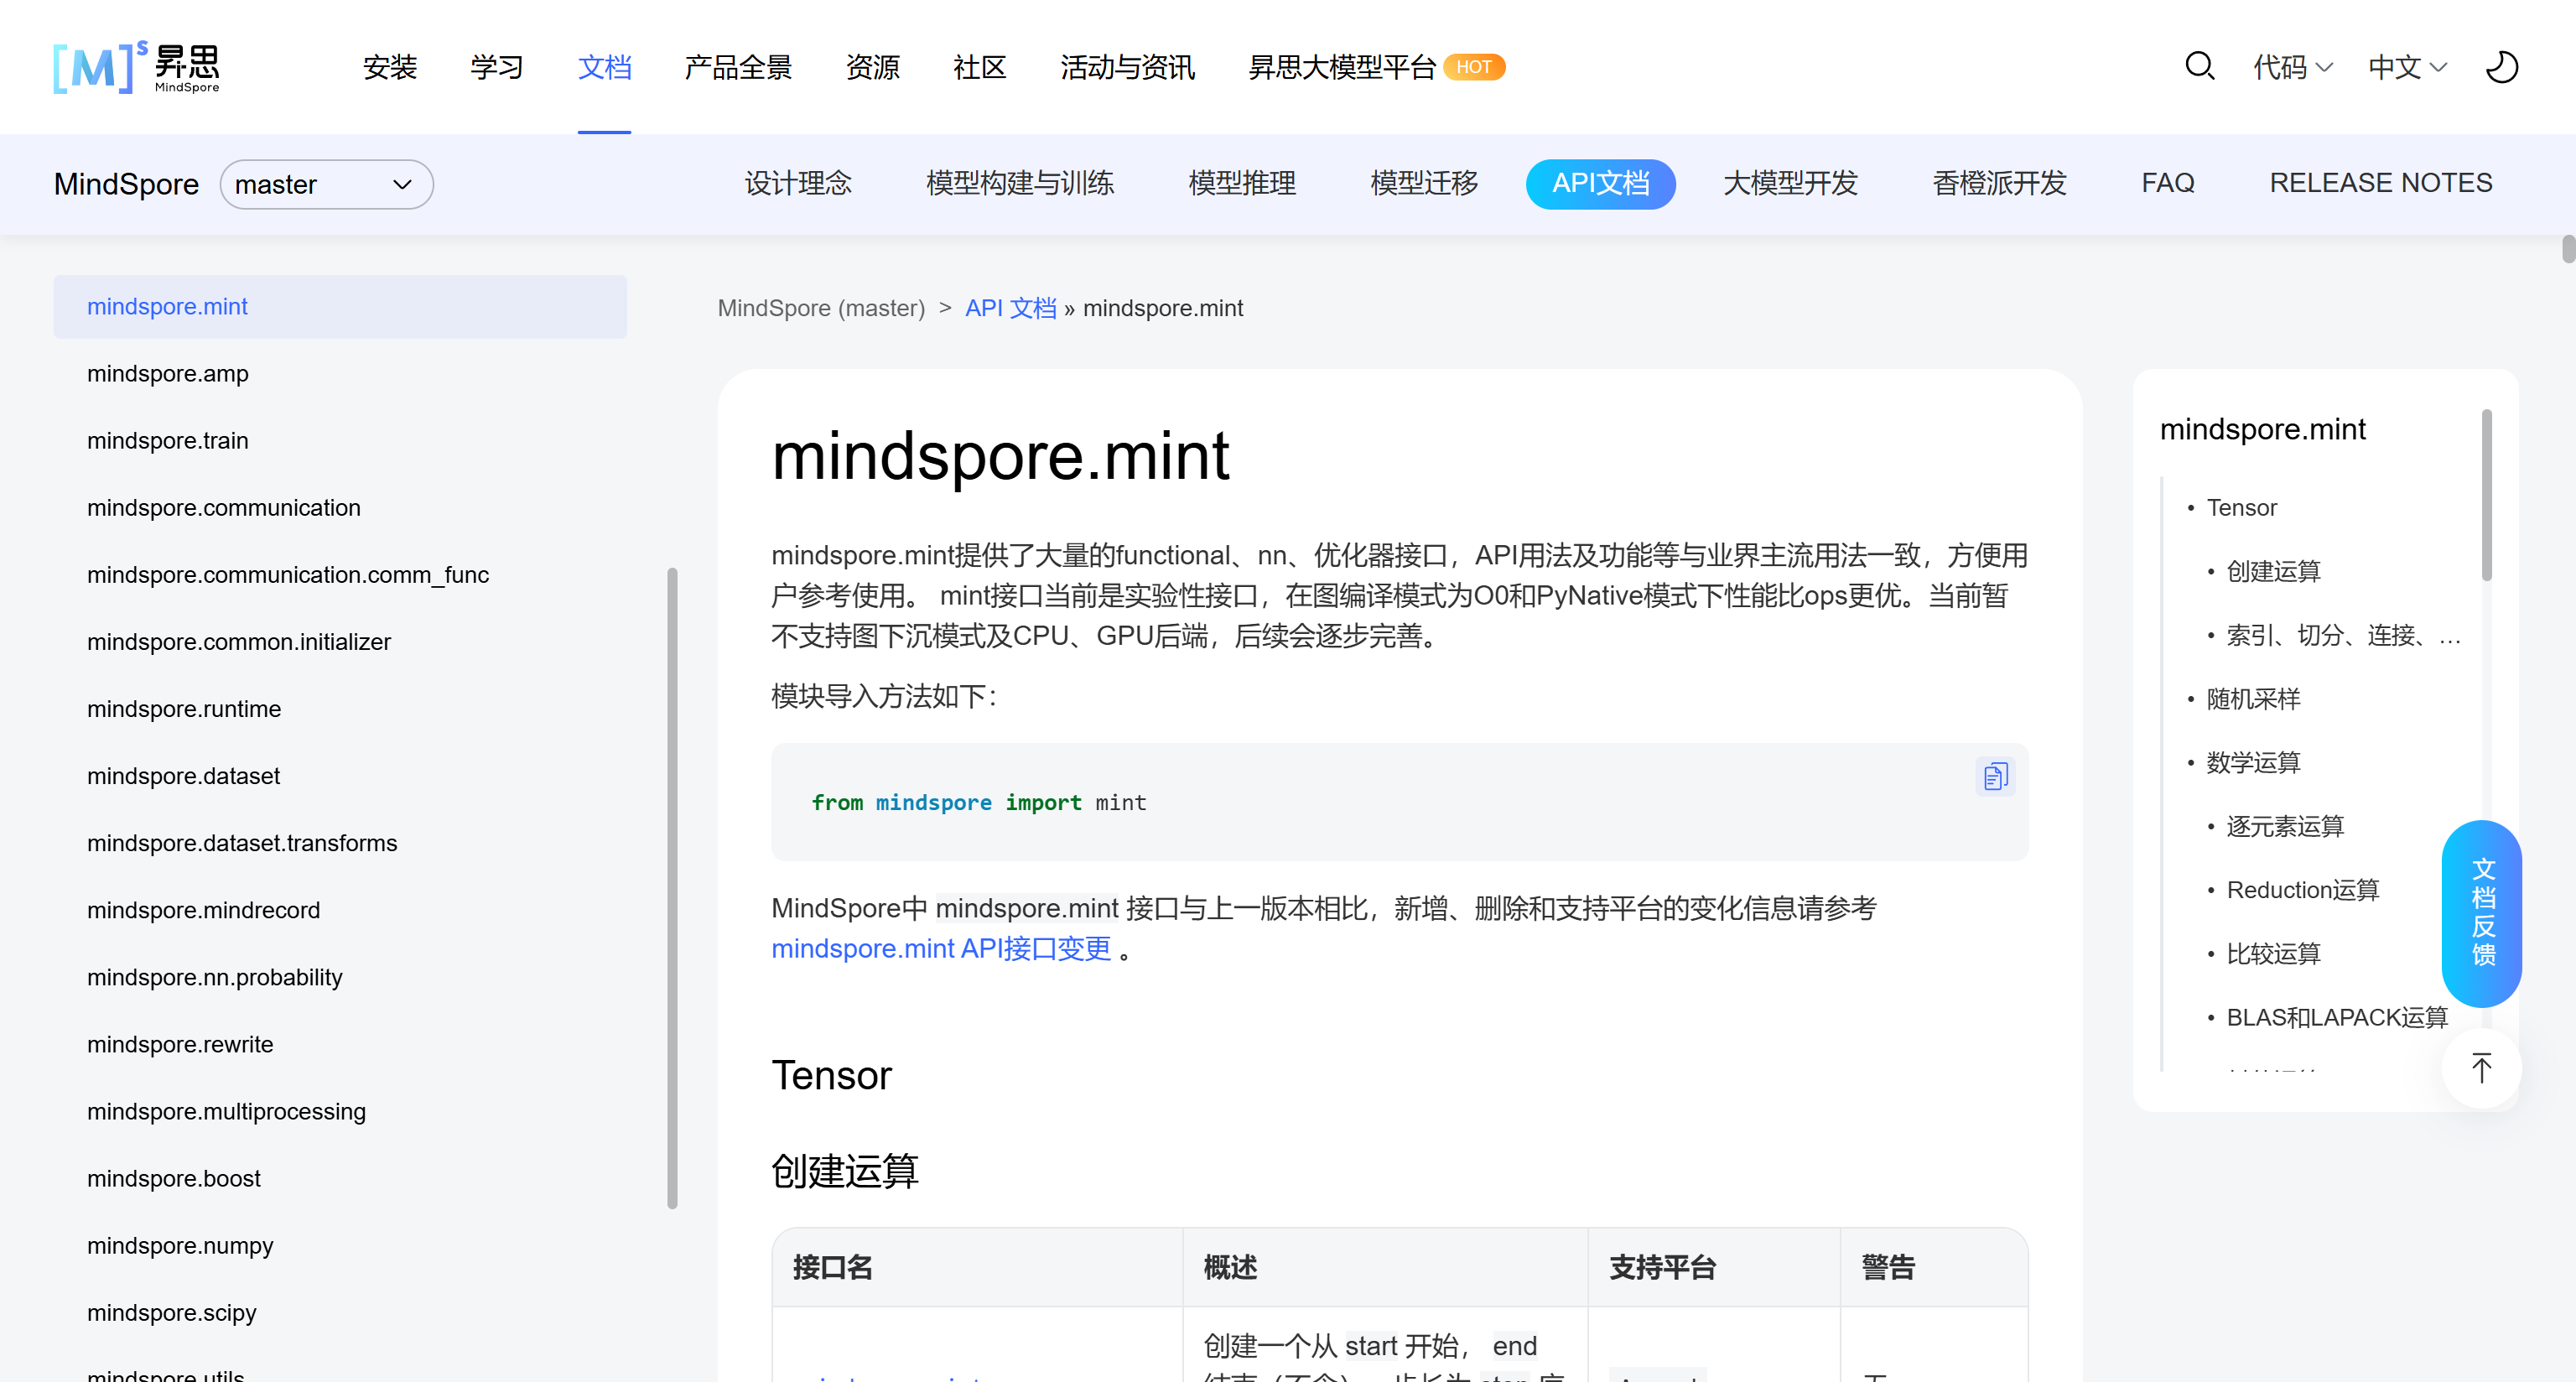 [M]s 昇思 MindSpore
安装 学习 文档 产品全景 资源 社区 活动与资讯 昇思大模型平台 HOT 代码 中文
MindSpore master 设计理念 模型构建与训练 模型推理 模型迁移 API文档 大模型开发 香橙派开发 FAQ RELEASE NOTES
mindspore.mint
mindspore.amp
mindspore.train
mindspore.communication
mindspore.communication.comm_func
mindspore.common.initializer
mindspore.runtime
mindspore.dataset
mindspore.dataset.transforms
mindspore.mindrecord
mindspore.nn.probability
mindspore.rewrite
mindspore.multiprocessing
mindspore.boost
mindspore.numpy
mindspore.scipy
mindspore.utils
MindSpore (master) > API 文档 » mindspore.mint
mindspore.mint
mindspore.mint提供了大量的functional、nn、优化器接口，API用法及功能等与业界主流用法一致，方便用
户参考使用。 mint接口当前是实验性接口，在图编译模式为O0和PyNative模式下性能比ops更优。当前暂
不支持图下沉模式及CPU、GPU后端，后续会逐步完善。
模块导入方法如下：
from mindspore import mint
MindSpore中 mindspore.mint 接口与上一版本相比，新增、删除和支持平台的变化信息请参考
mindspore.mint API接口变更 。
Tensor
创建运算
接口名 概述 支持平台 警告
创建一个从 start 开始， end
mindspore.mint
• Tensor
• 创建运算
• 索引、切分、连接、…
• 随机采样
• 数学运算
• 逐元素运算
• Reduction运算
• 比较运算
• BLAS和LAPACK运算
文档反馈